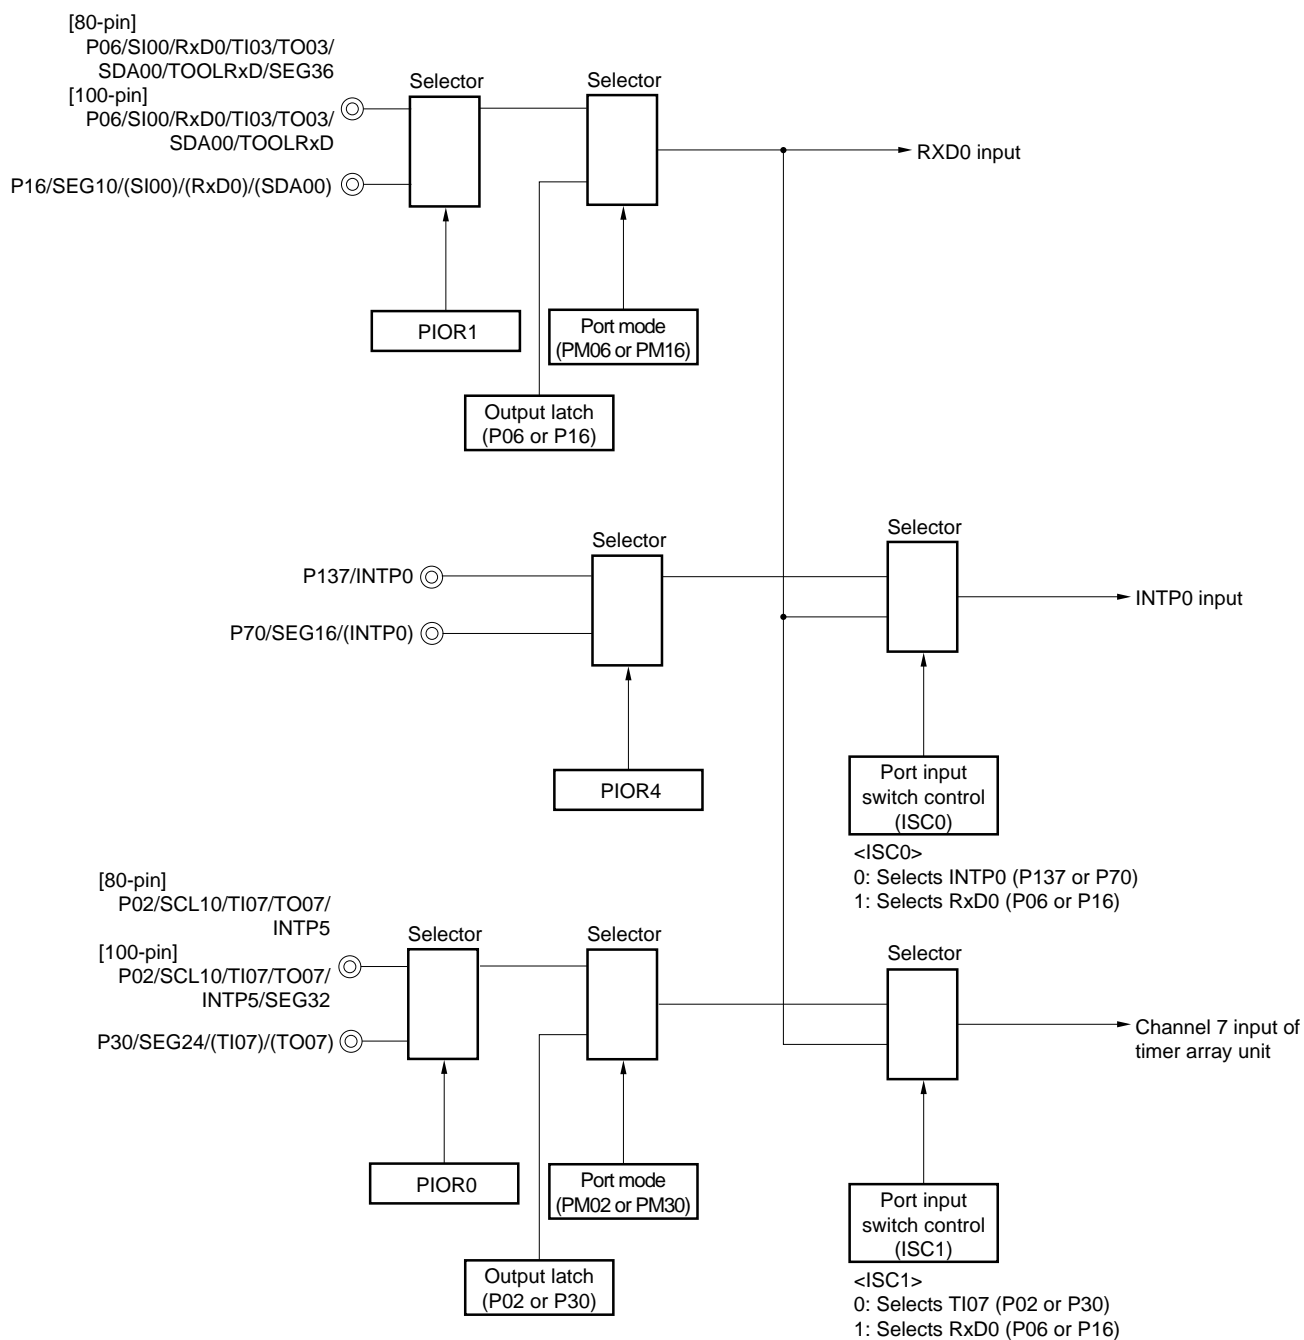 [80-pin]
P06/SI00/RxD0/TI03/TO03/
SDA00/TOOLRxD/SEG36
[100-pin]
P06/SI00/RxD0/TI03/TO03/
SDA00/TOOLRxD
P16/SEG10/(SI00)/(RxD0)/(SDA00)
Selector
Selector
RXD0 input
PIOR1
Port mode
(PM06 or PM16)
Output latch
(P06 or P16)
Selector
Selector
P137/INTP0
P70/SEG16/(INTP0)
INTP0 input
PIOR4
Port input
switch control
(ISC0)
<ISC0>
0: Selects INTP0 (P137 or P70)
1: Selects RxD0 (P06 or P16)
[80-pin]
P02/SCL10/TI07/TO07/
INTP5
[100-pin]
P02/SCL10/TI07/TO07/
INTP5/SEG32
P30/SEG24/(TI07)/(TO07)
Selector
Selector
Selector
Channel 7 input of
timer array unit
PIOR0
Port mode
(PM02 or PM30)
Output latch
(P02 or P30)
Port input
switch control
(ISC1)
<ISC1>
0: Selects TI07 (P02 or P30)
1: Selects RxD0 (P06 or P16)